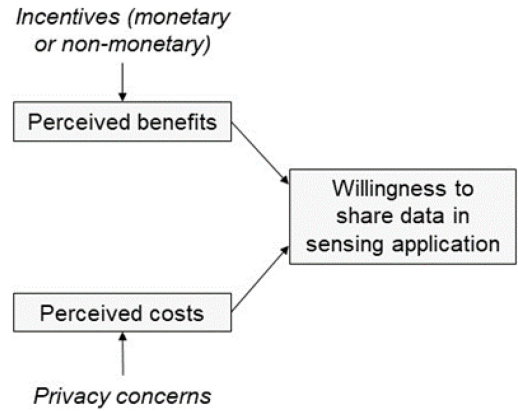 Incentives (monetary
or non-monetary)
Perceived benefits
Willingness to
share data in
sensing application
Perceived costs
Privacy concerns